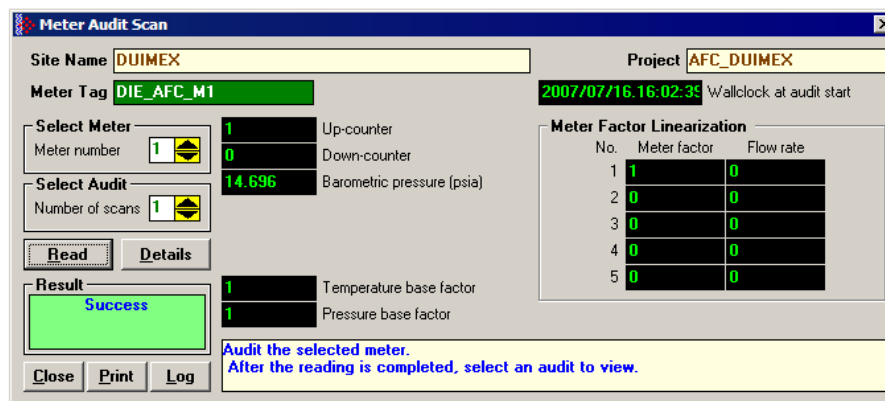 Meter Audit Scan
Site Name DUIMEX Project AFC_DUIMEX
Meter Tag DIE_AFC_M1 2007/07/16.16:02:39 Wallclock at audit start
Select Meter
Meter number 1
Select Audit
Number of scans 1
Read Details
Result
Success
Close Print Log
1 Up-counter
0 Down-counter
14.696 Barometric pressure (psia)
1 Temperature base factor
1 Pressure base factor
Meter Factor Linearization
No. Meter factor Flow rate
1 1 0
2 0 0
3 0 0
4 0 0
5 0 0
Audit the selected meter.
After the reading is completed, select an audit to view.